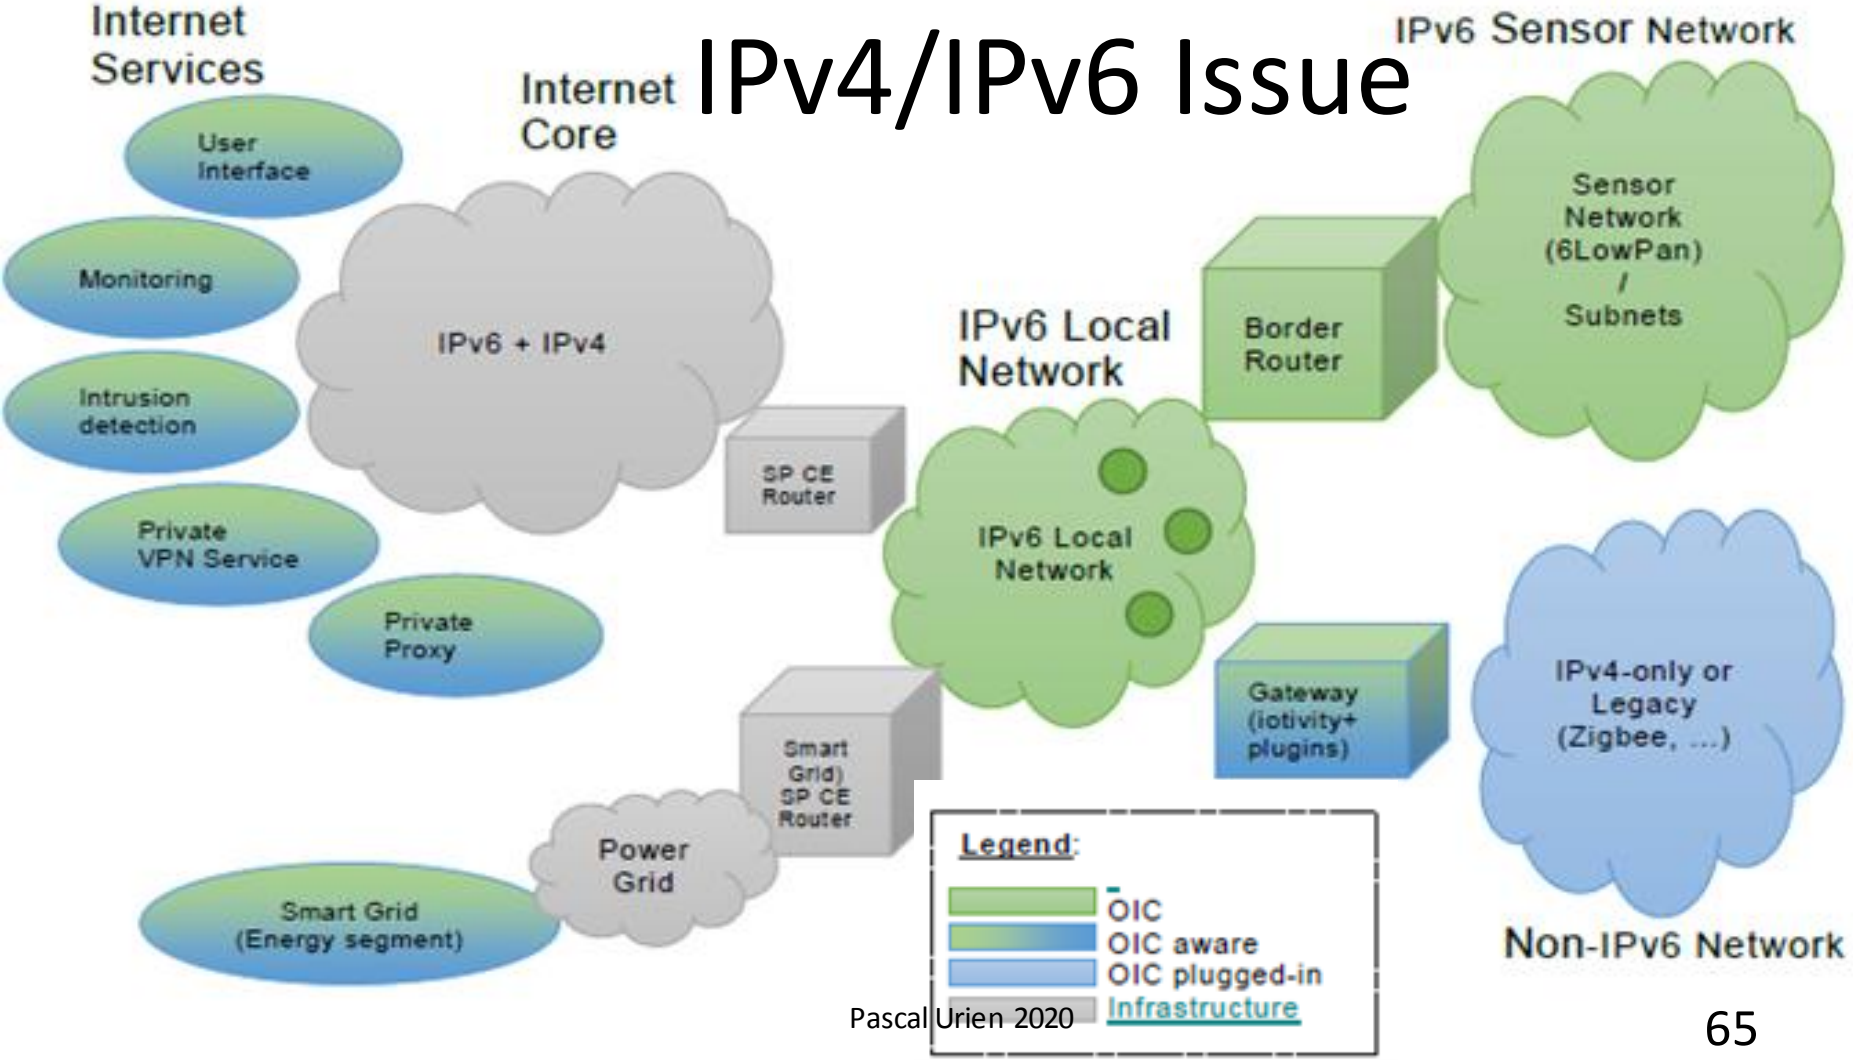 IPv4/IPv6 Issue
Internet
Services
User
Interface
Monitoring
Intrusion
detection
Private
VPN Service
Private
Proxy
Internet
Core
IPv6 + IPv4
SP CE
Router
IPv6 Local
Network
IPv6 Local
Network
Border
Router
IPv6 Sensor Network
Sensor
Network
(6LowPan)
/
Subnets
Gateway
(iotivity+
plugins)
IPv4-only or
Legacy
(Zigbee, ...)
Non-IPv6 Network
Smart
Grid)
SP CE
Router
Power
Grid
Smart Grid
(Energy segment)
Legend:
OIC
OIC aware
OIC plugged-in
Infrastructure
Pascal Urien 2020
65